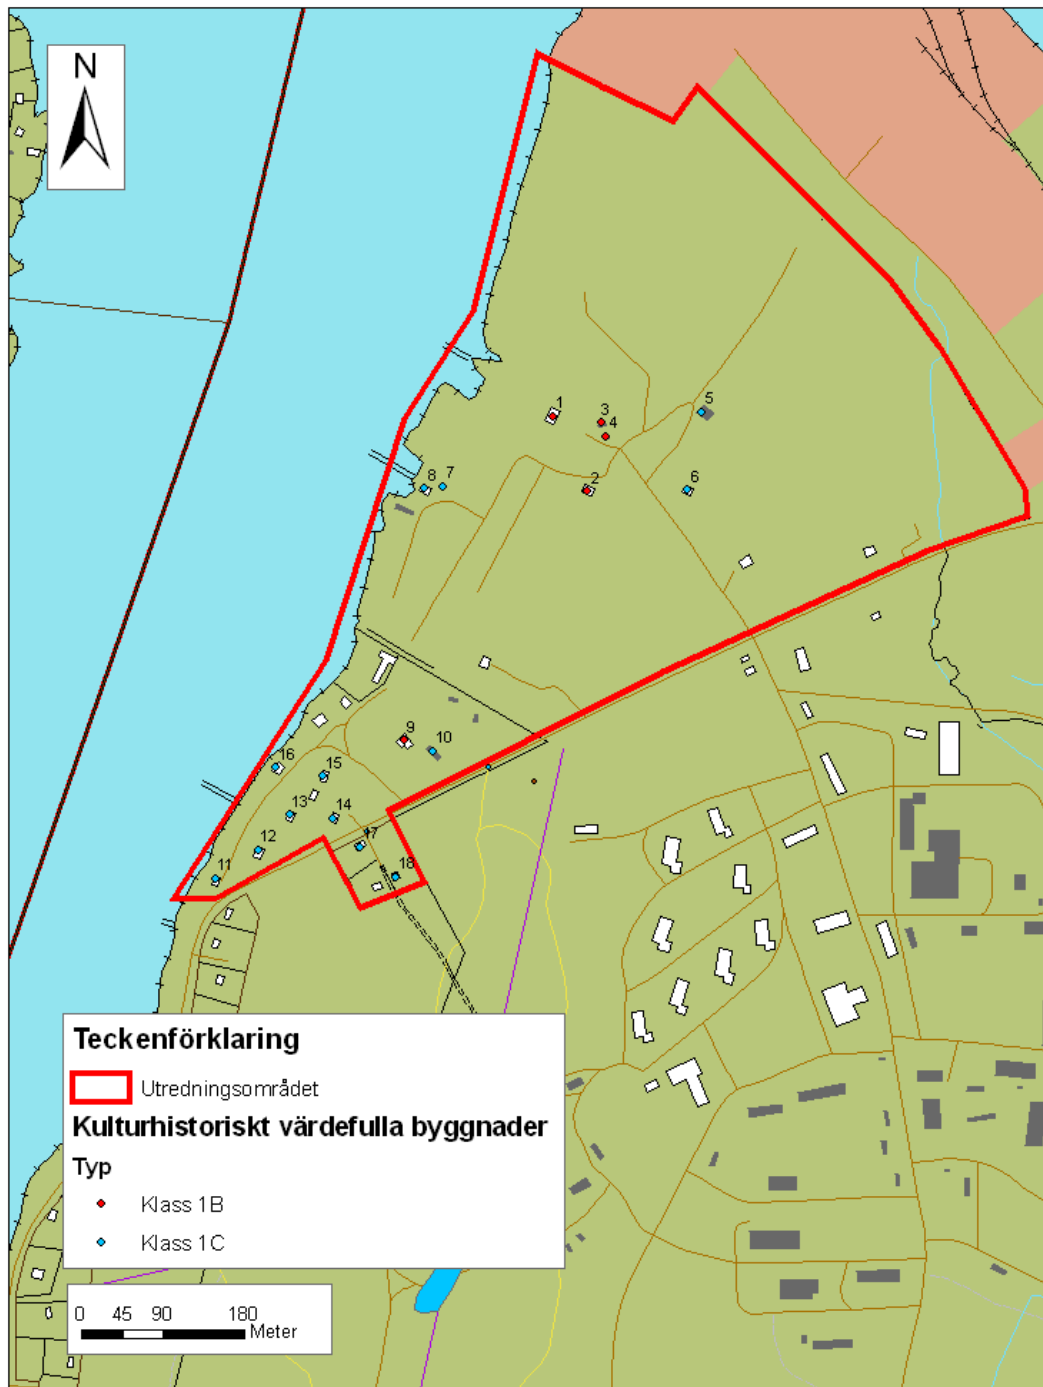 N
1
3
4
5
2
6
8 7
9
10
16
15
13
14
12
17
11
18
Teckenförklaring
Utredningsområdet
Kulturhistoriskt värdefulla byggnader
Typ
Klass 1B
Klass 1C
0 45 90 180
Meter